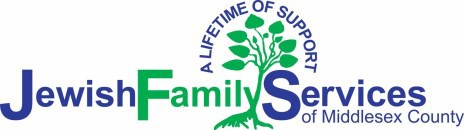 A LIFETIME OF SUPPORT
JewishFamilyServices
of Middlesex County